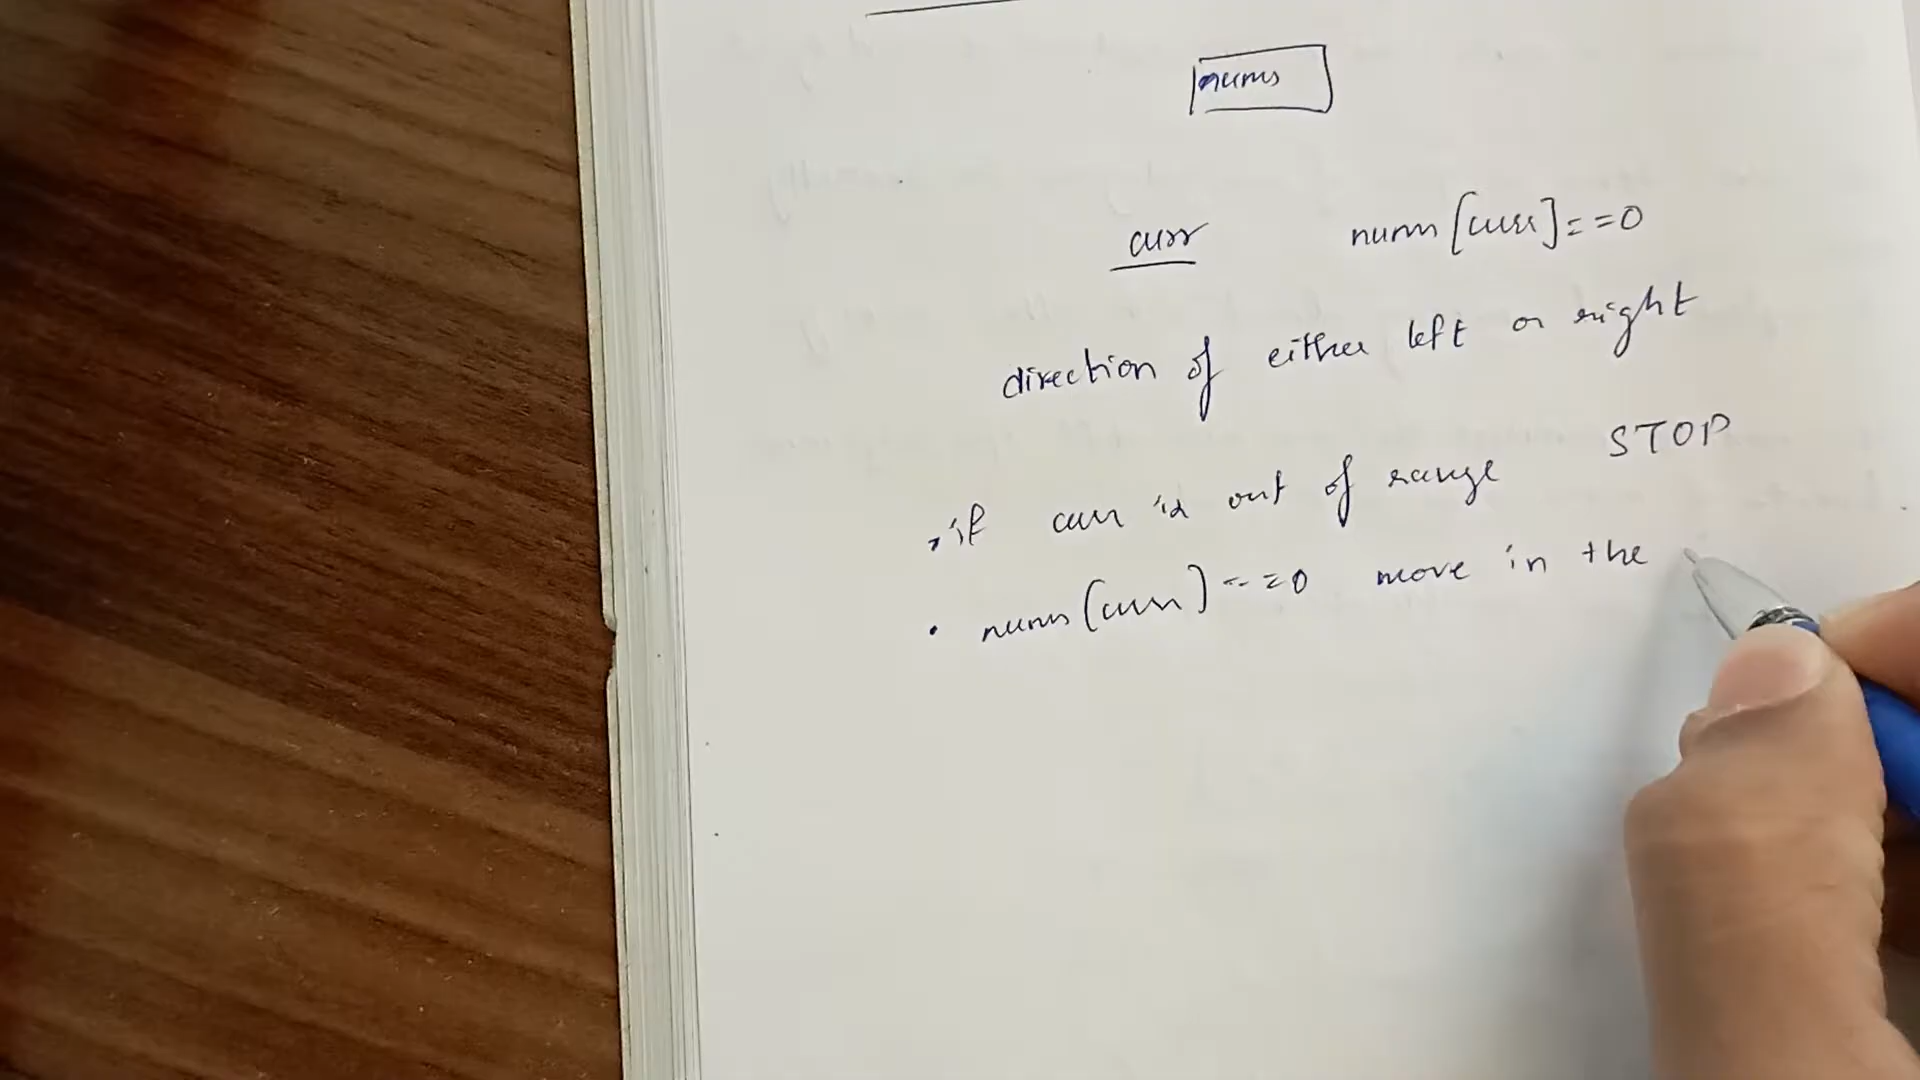 nums
curr nums[curr]==0
direction of either left or right
if curr is out of range STOP
• nums[curr]==0 move in the